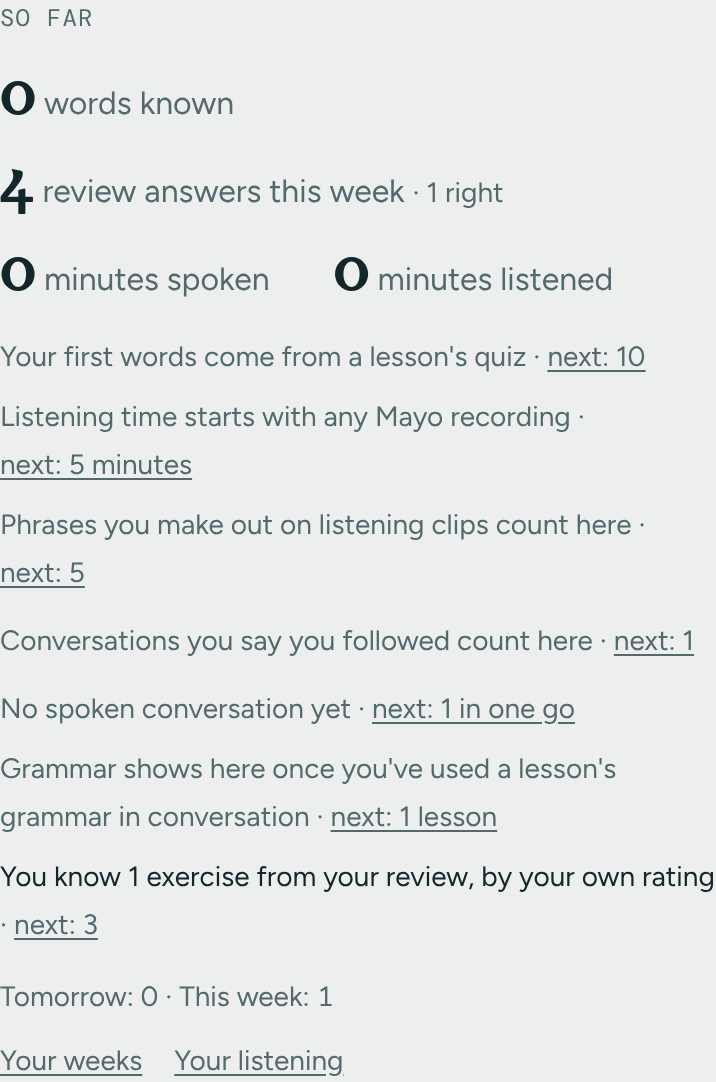 SO FAR
0 words known
4 review answers this week · 1 right
0 minutes spoken 0 minutes listened
Your first words come from a lesson's quiz · next: 10
Listening time starts with any Mayo recording ·
next: 5 minutes
Phrases you make out on listening clips count here ·
next: 5
Conversations you say you followed count here · next: 1
No spoken conversation yet · next: 1 in one go
Grammar shows here once you've used a lesson's
grammar in conversation · next: 1 lesson
You know 1 exercise from your review, by your own rating
· next: 3
Tomorrow: 0 · This week: 1
Your weeks Your listening